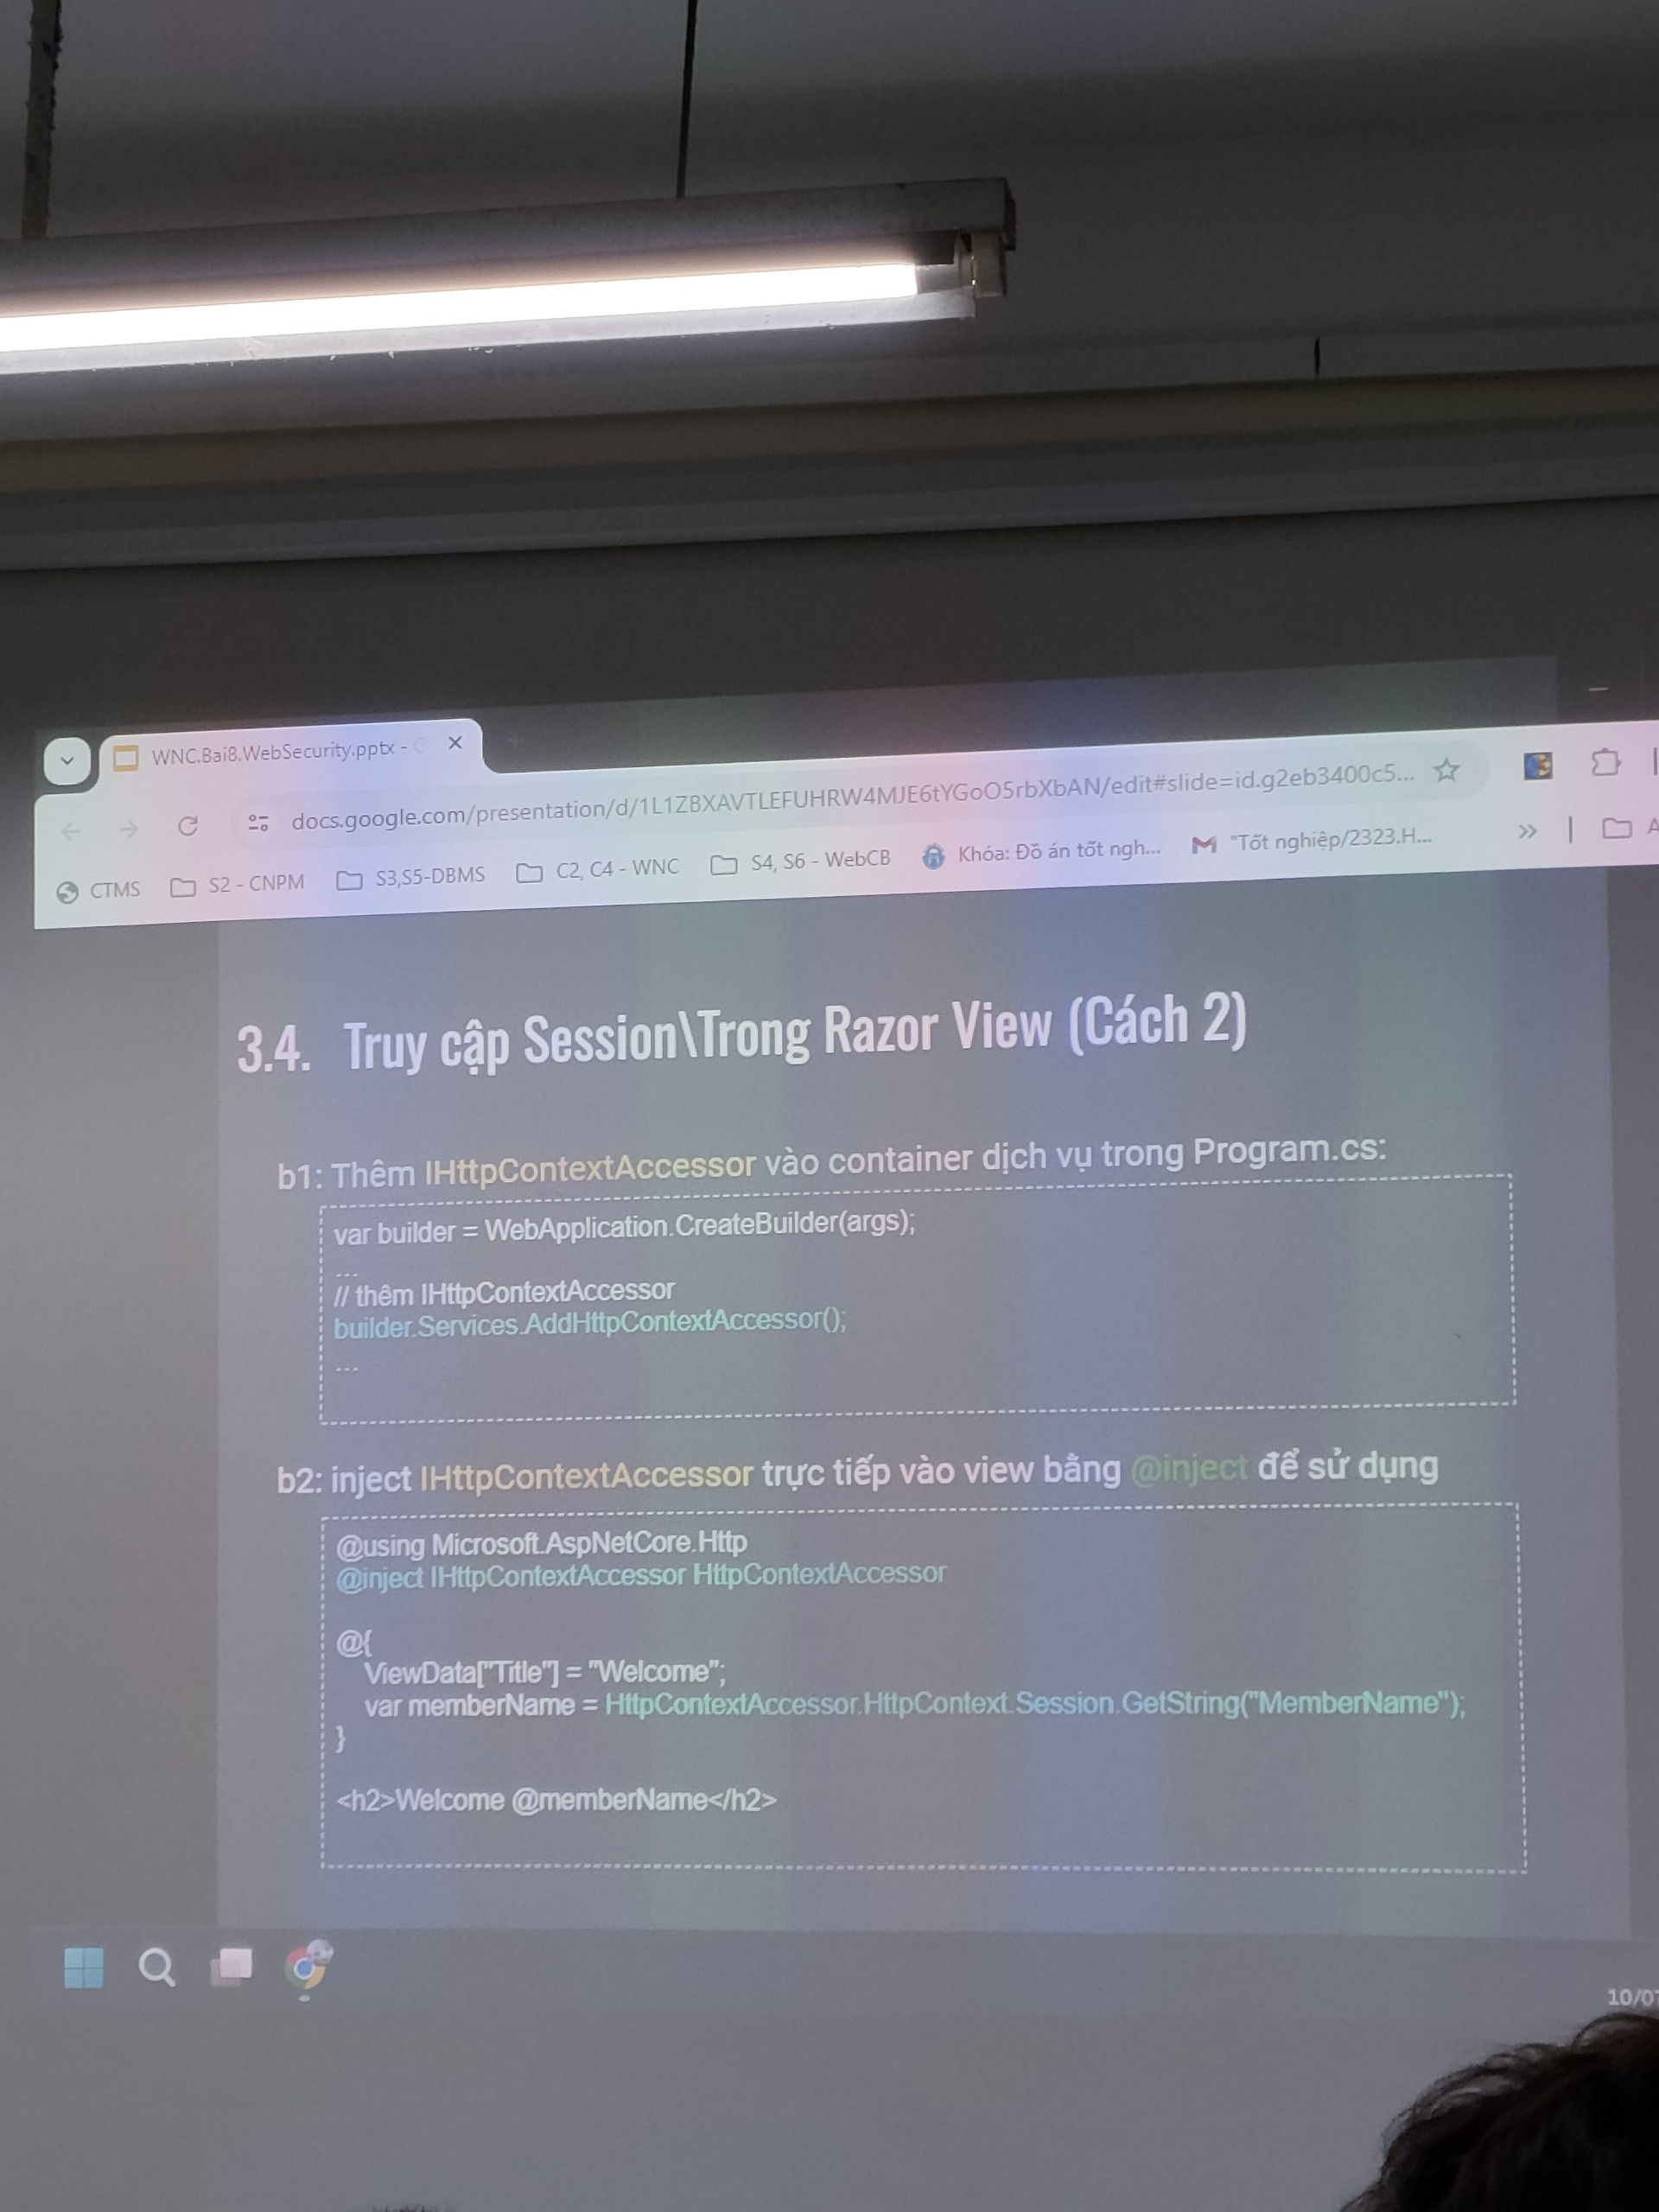 WNC.Bai8.WebSecurity.pptx - G
docs.google.com/presentation/d/1L1ZBXAVTLEFUHRW4MJE6tYGoO5rbXbAN/edit#slide=id.g2eb3400c5...
CTMS S2 - CNPM S3,S5-DBMS C2, C4 - WNC S4, S6 - WebCB Khóa: Đồ án tốt ngh... "Tốt nghiệp/2323.H... » A
3.4. Truy cập Session\Trong Razor View (Cách 2)
b1: Thêm IHttpContextAccessor vào container dịch vụ trong Program.cs:
var builder = WebApplication.CreateBuilder(args);
...
// thêm IHttpContextAccessor
builder.Services.AddHttpContextAccessor();
...
b2: inject IHttpContextAccessor trực tiếp vào view bằng @inject để sử dụng
@using Microsoft.AspNetCore.Http
@inject IHttpContextAccessor HttpContextAccessor
@{
ViewData["Title"] = "Welcome";
var memberName = HttpContextAccessor.HttpContext.Session.GetString("MemberName");
}
<h2>Welcome @memberName</h2>
10/07